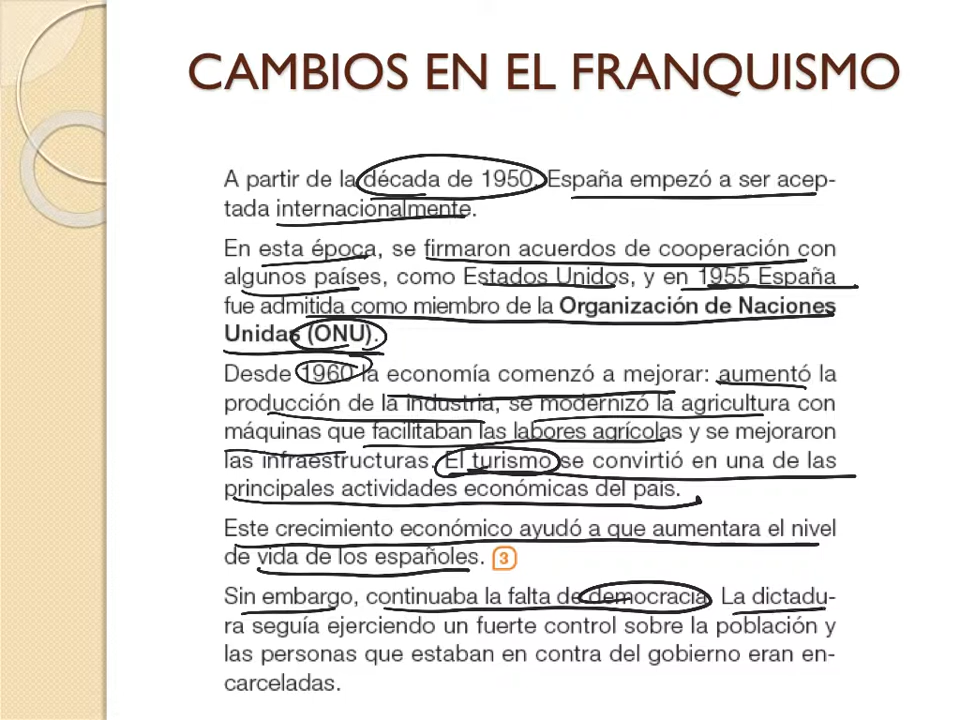 CAMBIOS EN EL FRANQUISMO
A partir de la década de 1950, España empezó a ser acep-
tada internacionalmente.
En esta época, se firmaron acuerdos de cooperación con
algunos países, como Estados Unidos, y en 1955 España
fue admitida como miembro de la Organización de Naciones
Unidas (ONU).
Desde 1960 la economía comenzó a mejorar: aumentó la
producción de la industria, se modernizó la agricultura con
máquinas que facilitaban las labores agrícolas y se mejoraron
las infraestructuras. El turismo se convirtió en una de las
principales actividades económicas del país.
Este crecimiento económico ayudó a que aumentara el nivel
de vida de los españoles. 3
Sin embargo, continuaba la falta de democracia. La dictadu-
ra seguía ejerciendo un fuerte control sobre la población y
las personas que estaban en contra del gobierno eran en-
carceladas.